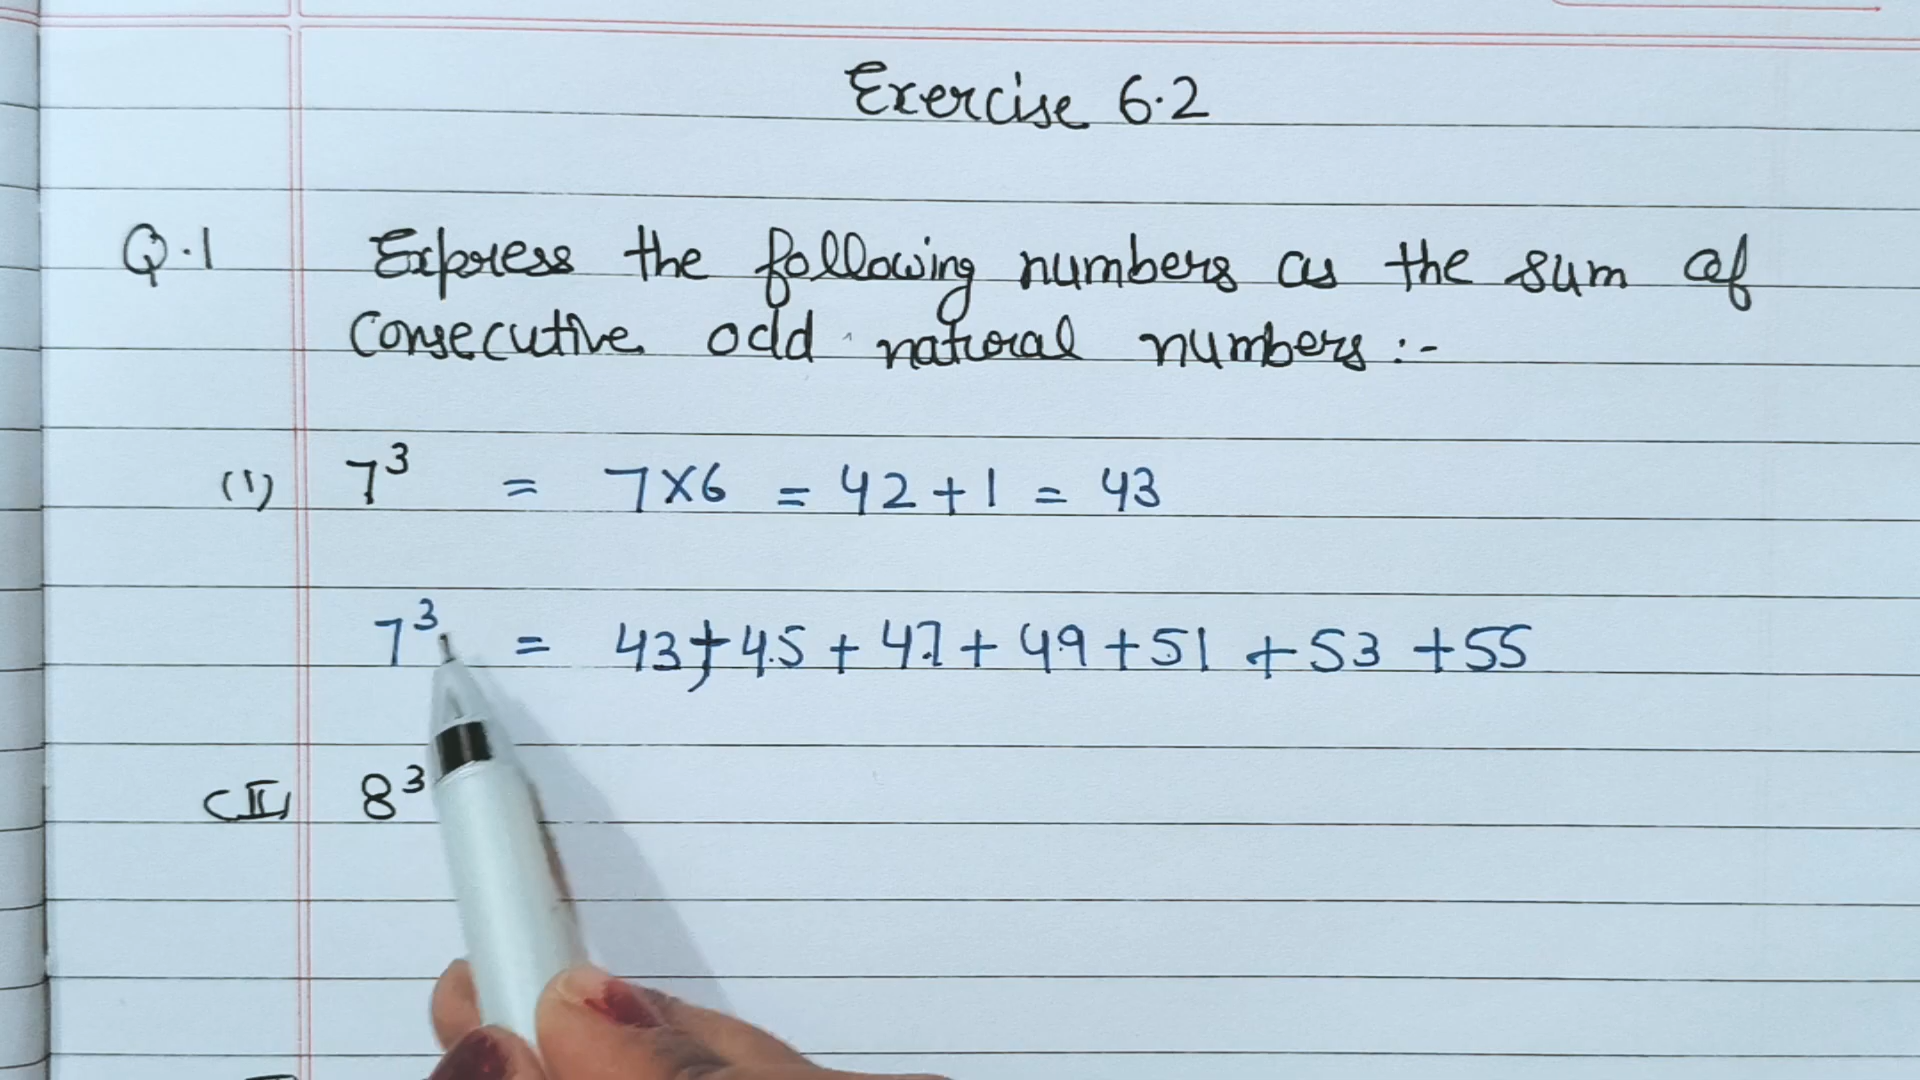 Exercise 6.2
Q.1 Express the following numbers as the sum of
Consecutive odd natural numbers :-
(1) 7³ = 7×6 = 42+1 = 43
7³ = 43+45+47+49+51+53+55
(II) 8³